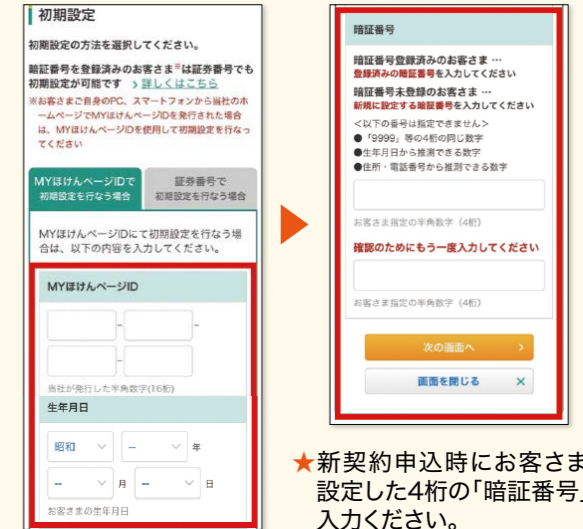 初期設定
初期設定の方法を選択してください。
暗証番号を登録済みのお客さま※は証券番号でも
初期設定が可能です > 詳しくはこちら
※お客さまご自身のPC、スマートフォンから当社のホ
ームページでMYほけんページIDを発行された場合
は、MYほけんページIDを使用して初期設定を行なっ
てください
MYほけんページIDで
初期設定を行なう場合
証券番号で
初期設定を行なう場合
MYほけんページIDにて初期設定を行なう場
合は、以下の内容を入力してください。
MYほけんページID
- -
-
当社が発行した半角数字(16桁)
生年月日
昭和 -- 年
-- 月 -- 日
お客さまの生年月日
暗証番号
暗証番号登録済みのお客さま …
登録済みの暗証番号を入力してください
暗証番号未登録のお客さま …
新規に設定する暗証番号を入力してください
<以下の番号は指定できません>
●「9999」等の4桁の同じ数字
●生年月日から推測できる数字
●住所・電話番号から推測できる数字
お客さま指定の半角数字（4桁）
確認のためにもう一度入力してください
お客さま指定の半角数字（4桁）
次の画面へ >
画面を閉じる ×
★新契約申込時にお客さま
設定した4桁の「暗証番号」
入力ください。